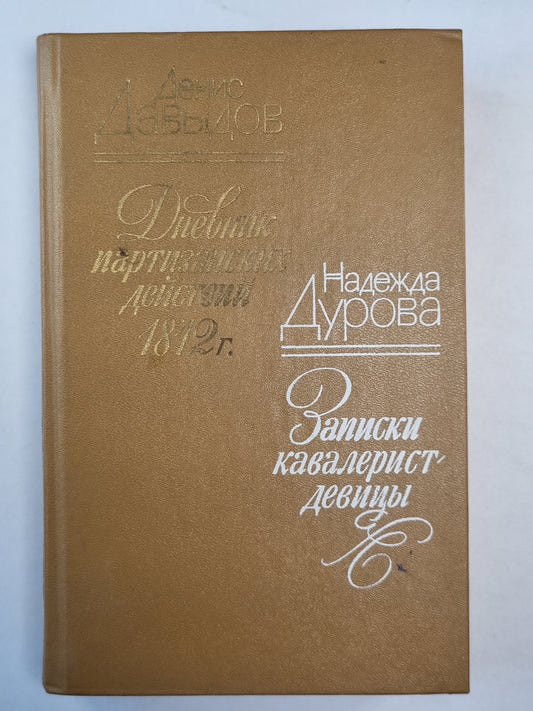 Денис
Давыдов
Дневник
партизанских
действий
1812 г.
Надежда
Дурова
Записки
кавалерист-
девицы